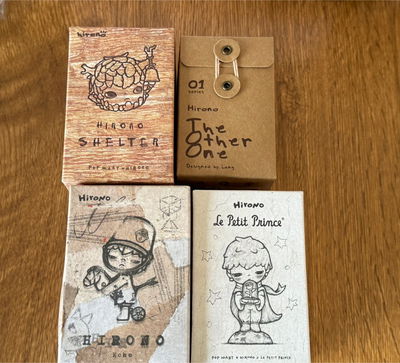 hirono
HIRONO
SHELTER
POP MART × HIRONO
01
series
Hirono
The
Other
One
Designed by Lang
Hirono
HIRONO
Echo
Hirono
Le Petit Prince
POP MART × HIRONO × LE PETIT PRINCE